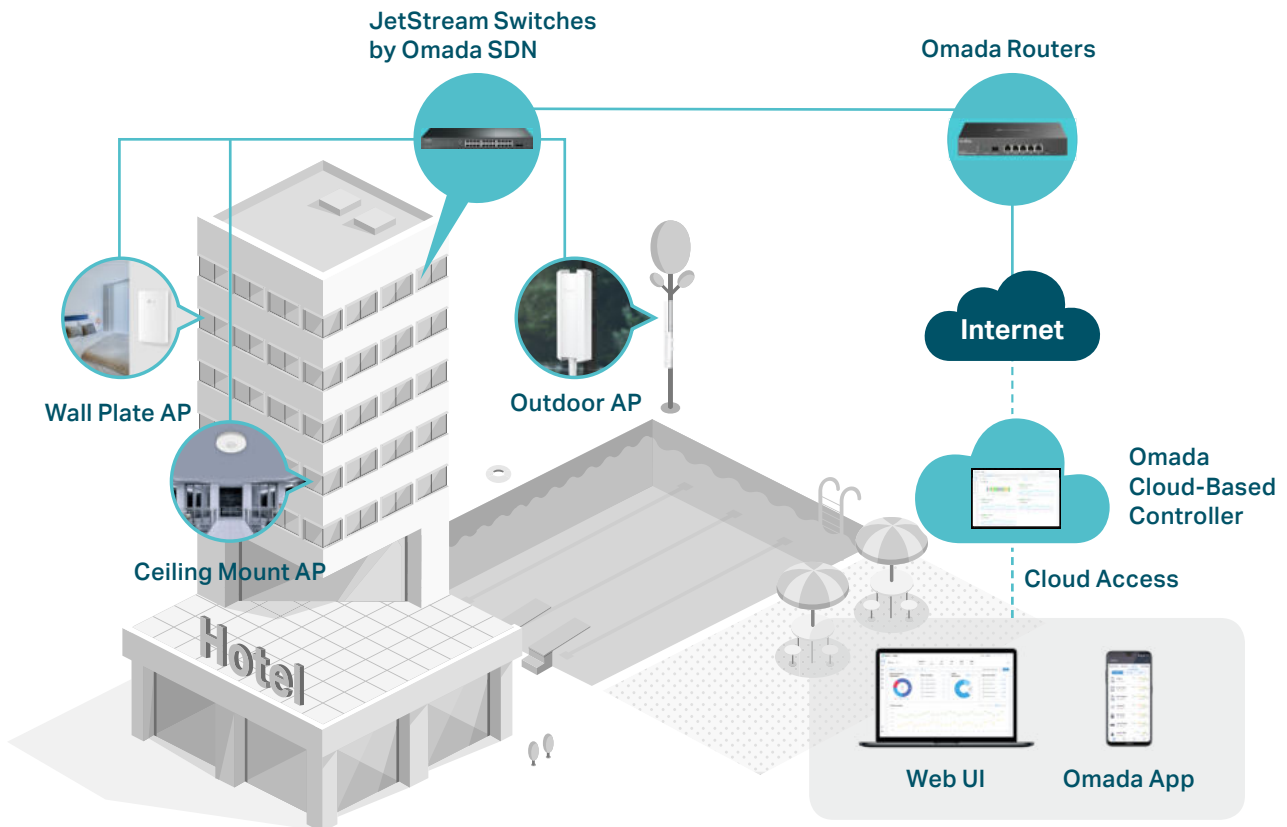 JetStream Switches
by Omada SDN
Omada Routers
Internet
Wall Plate AP
Outdoor AP
Omada
Cloud-Based
Controller
Ceiling Mount AP
Cloud Access
Hotel
Web UI
Omada App